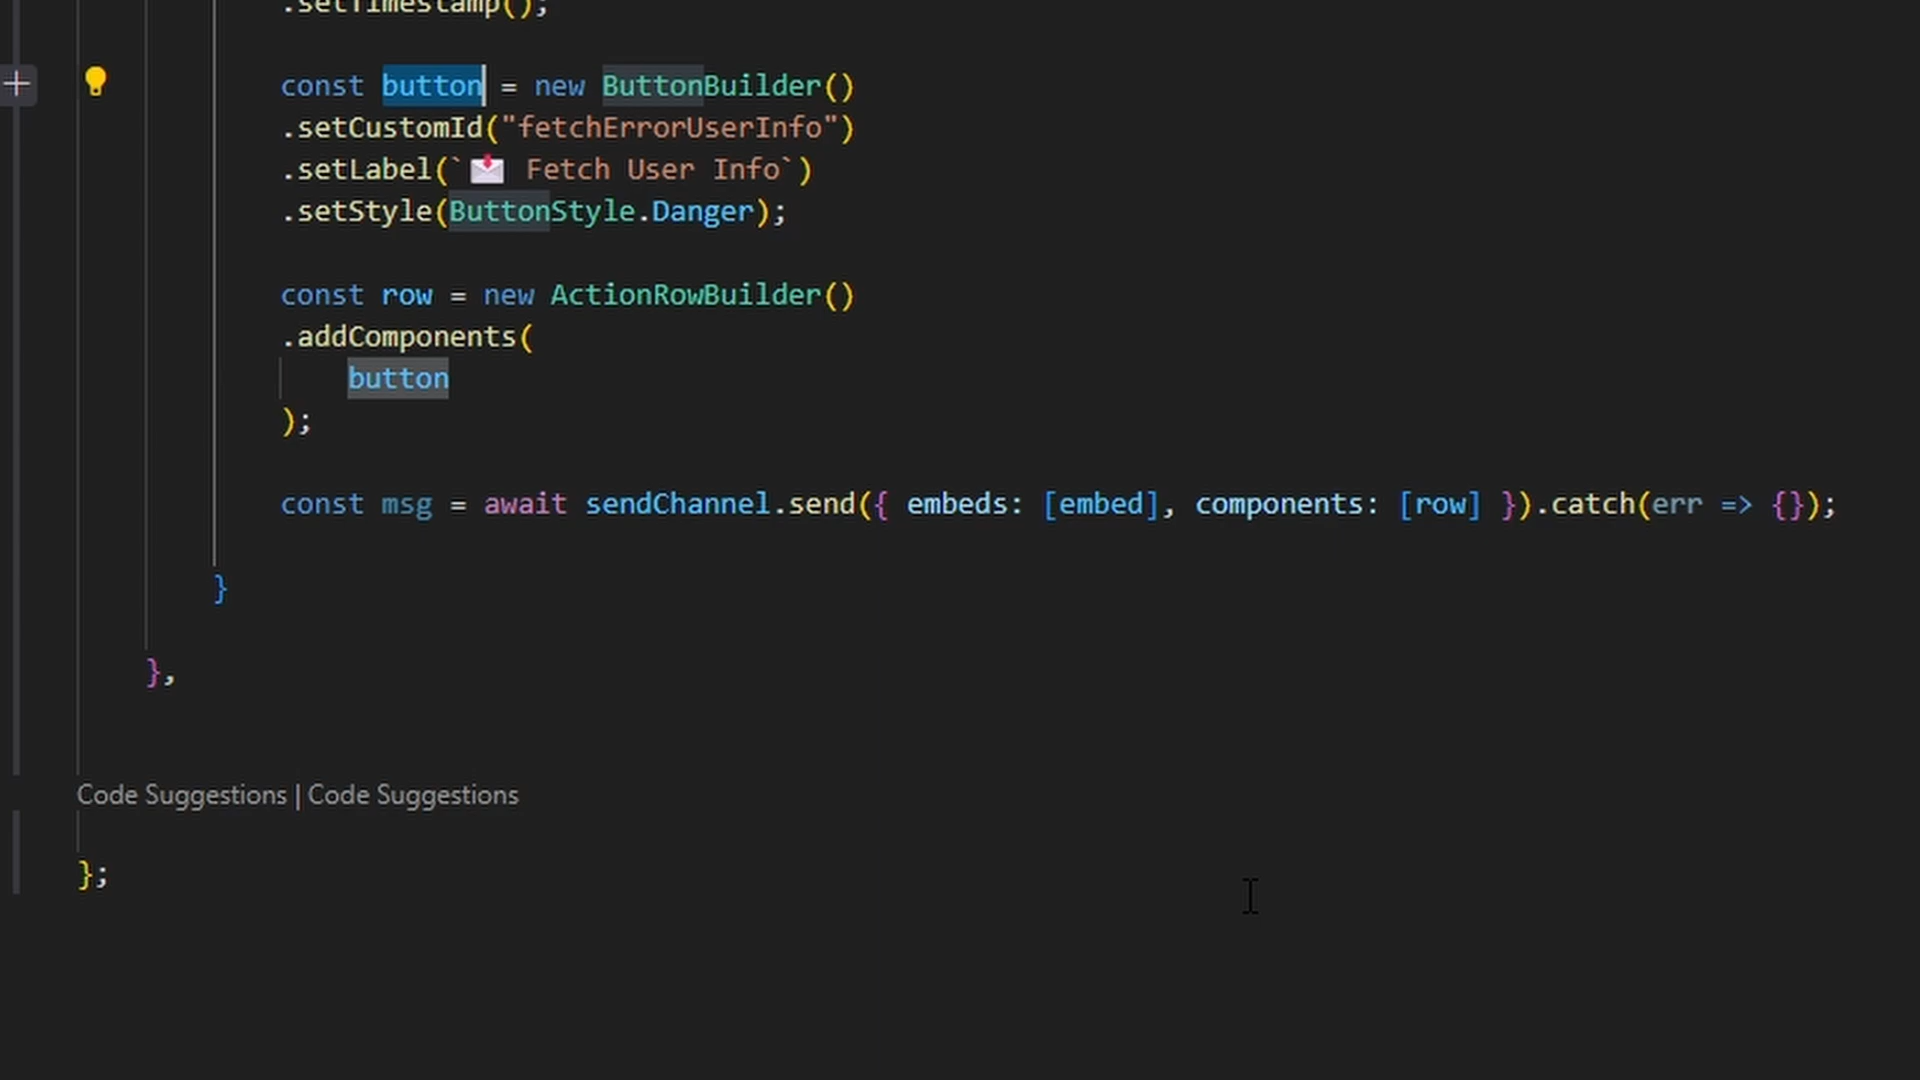 .setTimestamp();
const button = new ButtonBuilder()
.setCustomId("fetchErrorUserInfo")
.setLabel(`📩 Fetch User Info`)
.setStyle(ButtonStyle.Danger);
const row = new ActionRowBuilder()
.addComponents(
button
);
const msg = await sendChannel.send({ embeds: [embed], components: [row] }).catch(err => {});
}
},
Code Suggestions | Code Suggestions
};